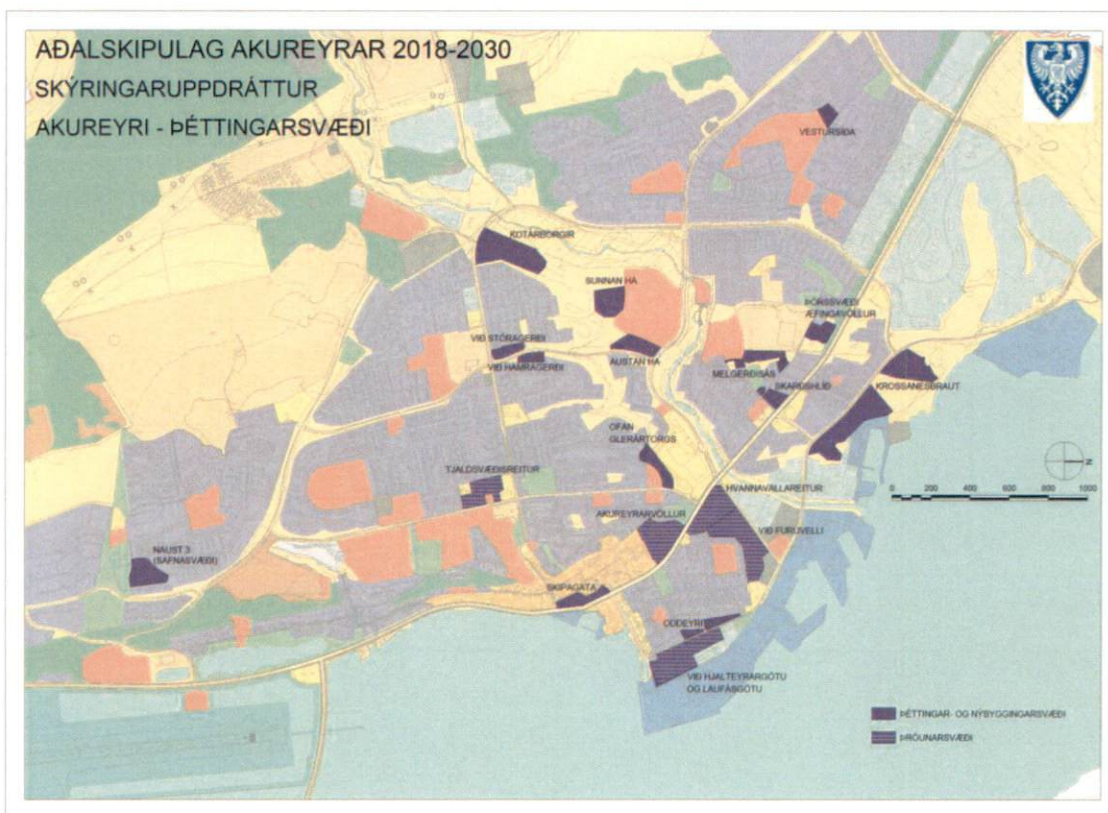 AÐALSKIPULAG AKUREYRAR 2018-2030
SKÝRINGARUPPDRÁTTUR
AKUREYRI - ÞÉTTINGARSVÆÐI
VESTURSÍÐA
KOTÁRBORGIR
SUNNAN HA
ÞÓRSSVÆÐI
ÆFINGAVÖLLUR
VIÐ STÓRAGERÐI
VIÐ HAMRAGERÐI
AUSTAN HA
MELGERÐISÁS
SKARÐSHLÍÐ
KROSSANESBRAUT
OFAN
GLERÁRTORGS
TJALDSVÆÐISREITUR
HVANNAVALLAREITUR
AKUREYRARVÖLLUR
VIÐ FURUVELLI
N
0 200 400 600 800 1000
NAUST 3
(SAFNASVÆÐI)
SKIPAGATA
ODDEYRI
VIÐ HJALTEYRARGÖTU
OG LAUFÁSGÖTU
ÞÉTTINGAR- OG NÝBYGGINGARSVÆÐI
ÞRÓUNARSVÆÐI